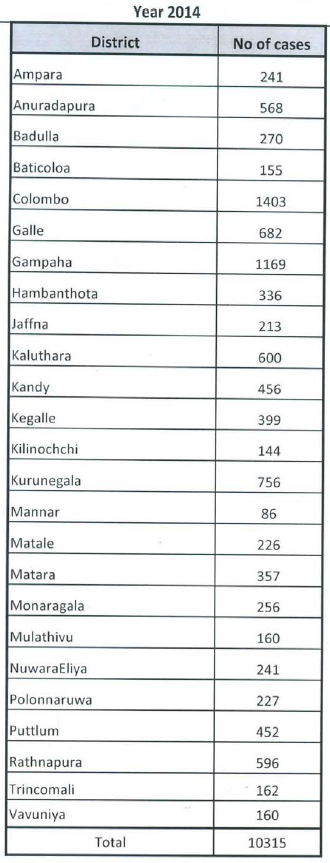 Year 2014
District No of cases
Ampara 241
Anuradapura 568
Badulla 270
Baticoloa 155
Colombo 1403
Galle 682
Gampaha 1169
Hambanthota 336
Jaffna 213
Kaluthara 600
Kandy 456
Kegalle 399
Kilinochchi 144
Kurunegala 756
Mannar 86
Matale 226
Matara 357
Monaragala 256
Mulathivu 160
NuwaraEliya 241
Polonnaruwa 227
Puttlum 452
Rathnapura 596
Trincomali 162
Vavuniya 160
Total 10315